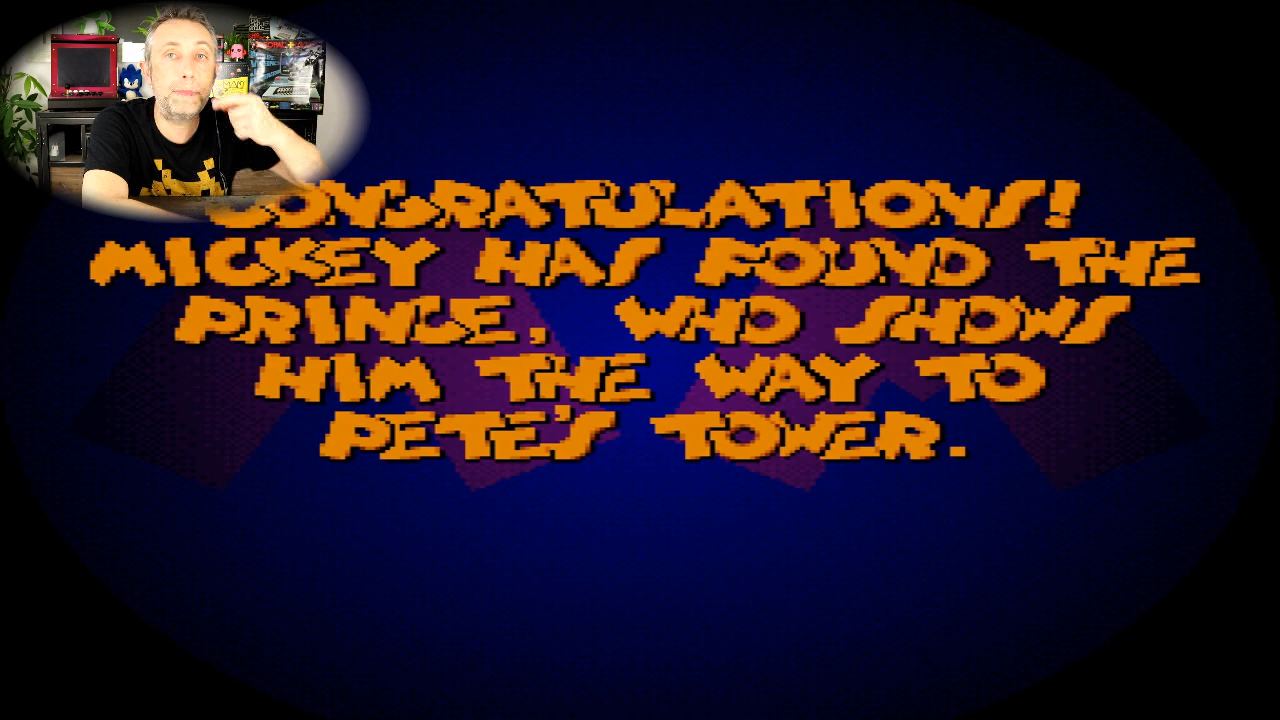 CONGRATULATIONS!
MICKEY HAS FOUND THE
PRINCE, WHO SHOWS
HIM THE WAY TO
PETE'S TOWER.